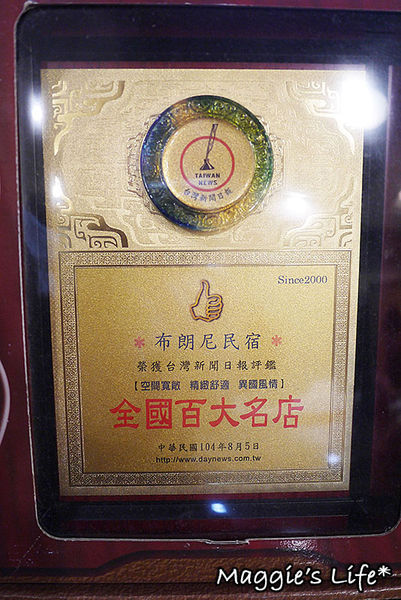 TAIWAN
NEWS
台灣新聞日報
Since2000
* 布朗尼民宿 *
榮獲台灣新聞日報評鑑
【空間寬敞 精緻舒適 異國風情】
全國百大名店
中華民國104年8月5日
http://www.daynews.com.tw
Maggie's Life*